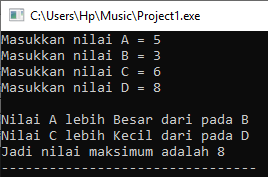 C:\Users\Hp\Music\Project1.exe
Masukkan nilai A = 5
Masukkan nilai B = 3
Masukkan nilai C = 6
Masukkan nilai D = 8
Nilai A lebih Besar dari pada B
Nilai C lebih Kecil dari pada D
Jadi nilai maksimum adalah 8
--------------------------------